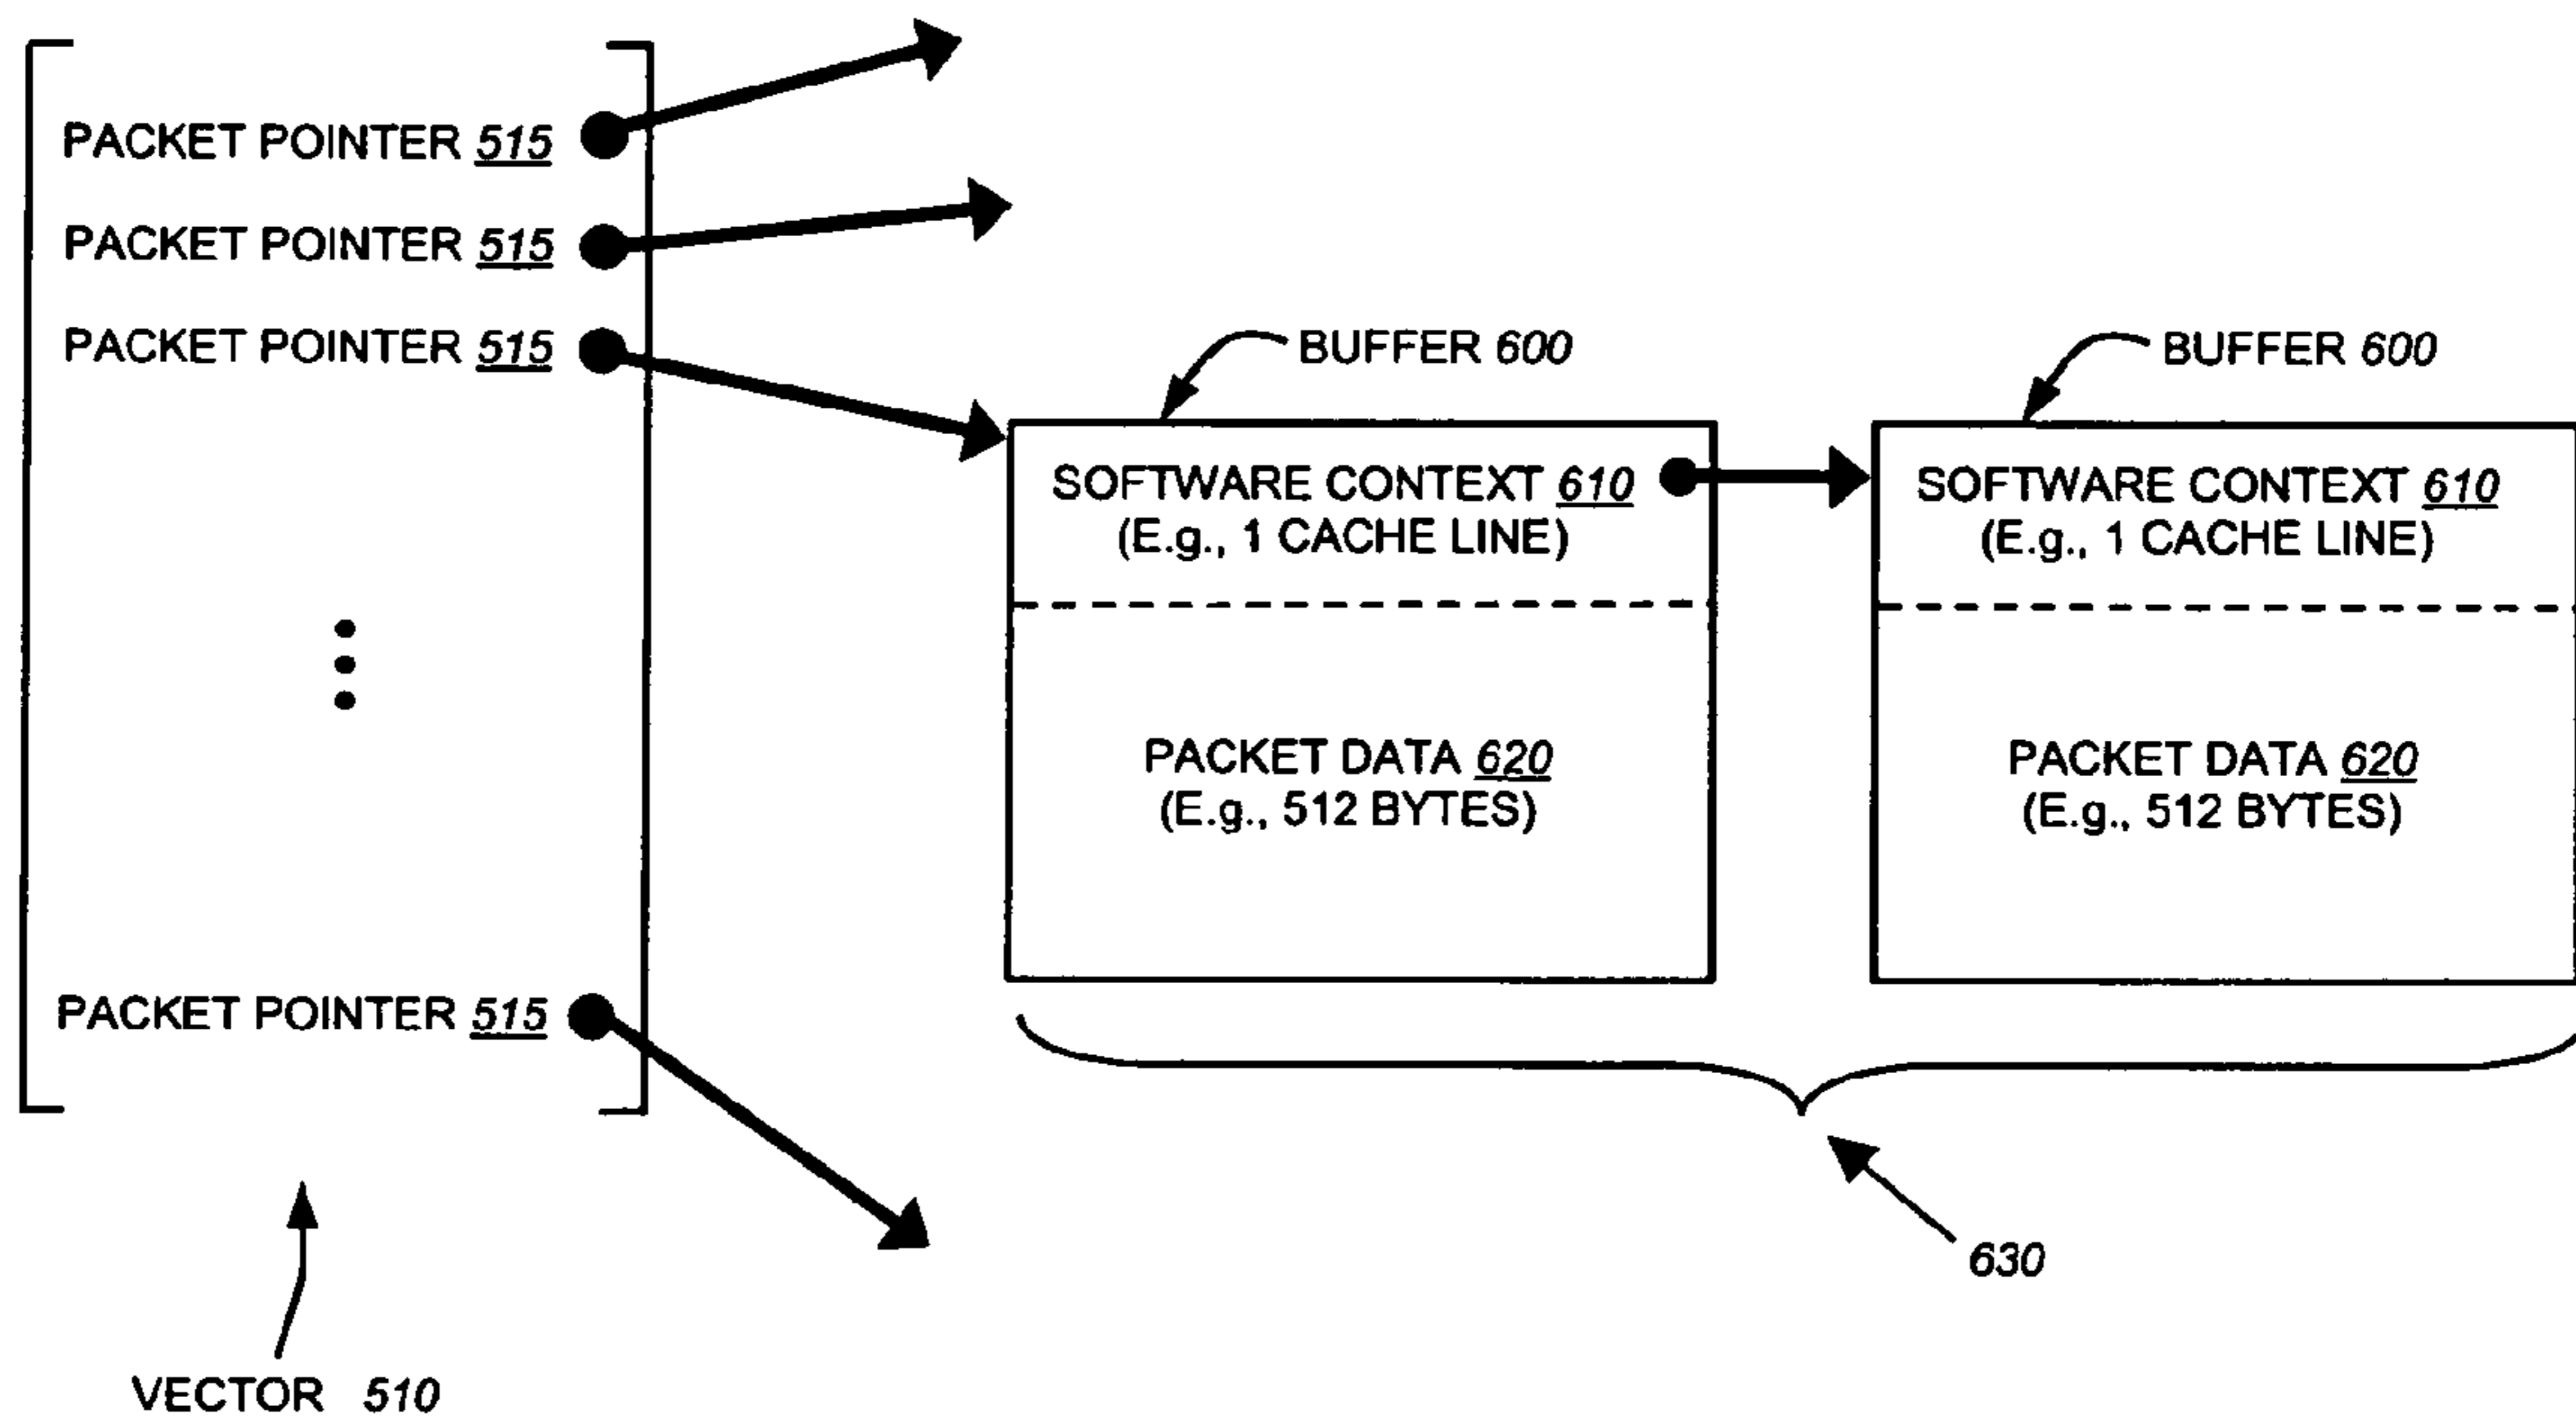 PACKET POINTER 515
PACKET POINTER 515
PACKET POINTER 515
PACKET POINTER 515
VECTOR 510
BUFFER 600
SOFTWARE CONTEXT 610
(E.g., 1 CACHE LINE)
PACKET DATA 620
(E.g., 512 BYTES)
BUFFER 600
SOFTWARE CONTEXT 610
(E.g., 1 CACHE LINE)
PACKET DATA 620
(E.g., 512 BYTES)
630